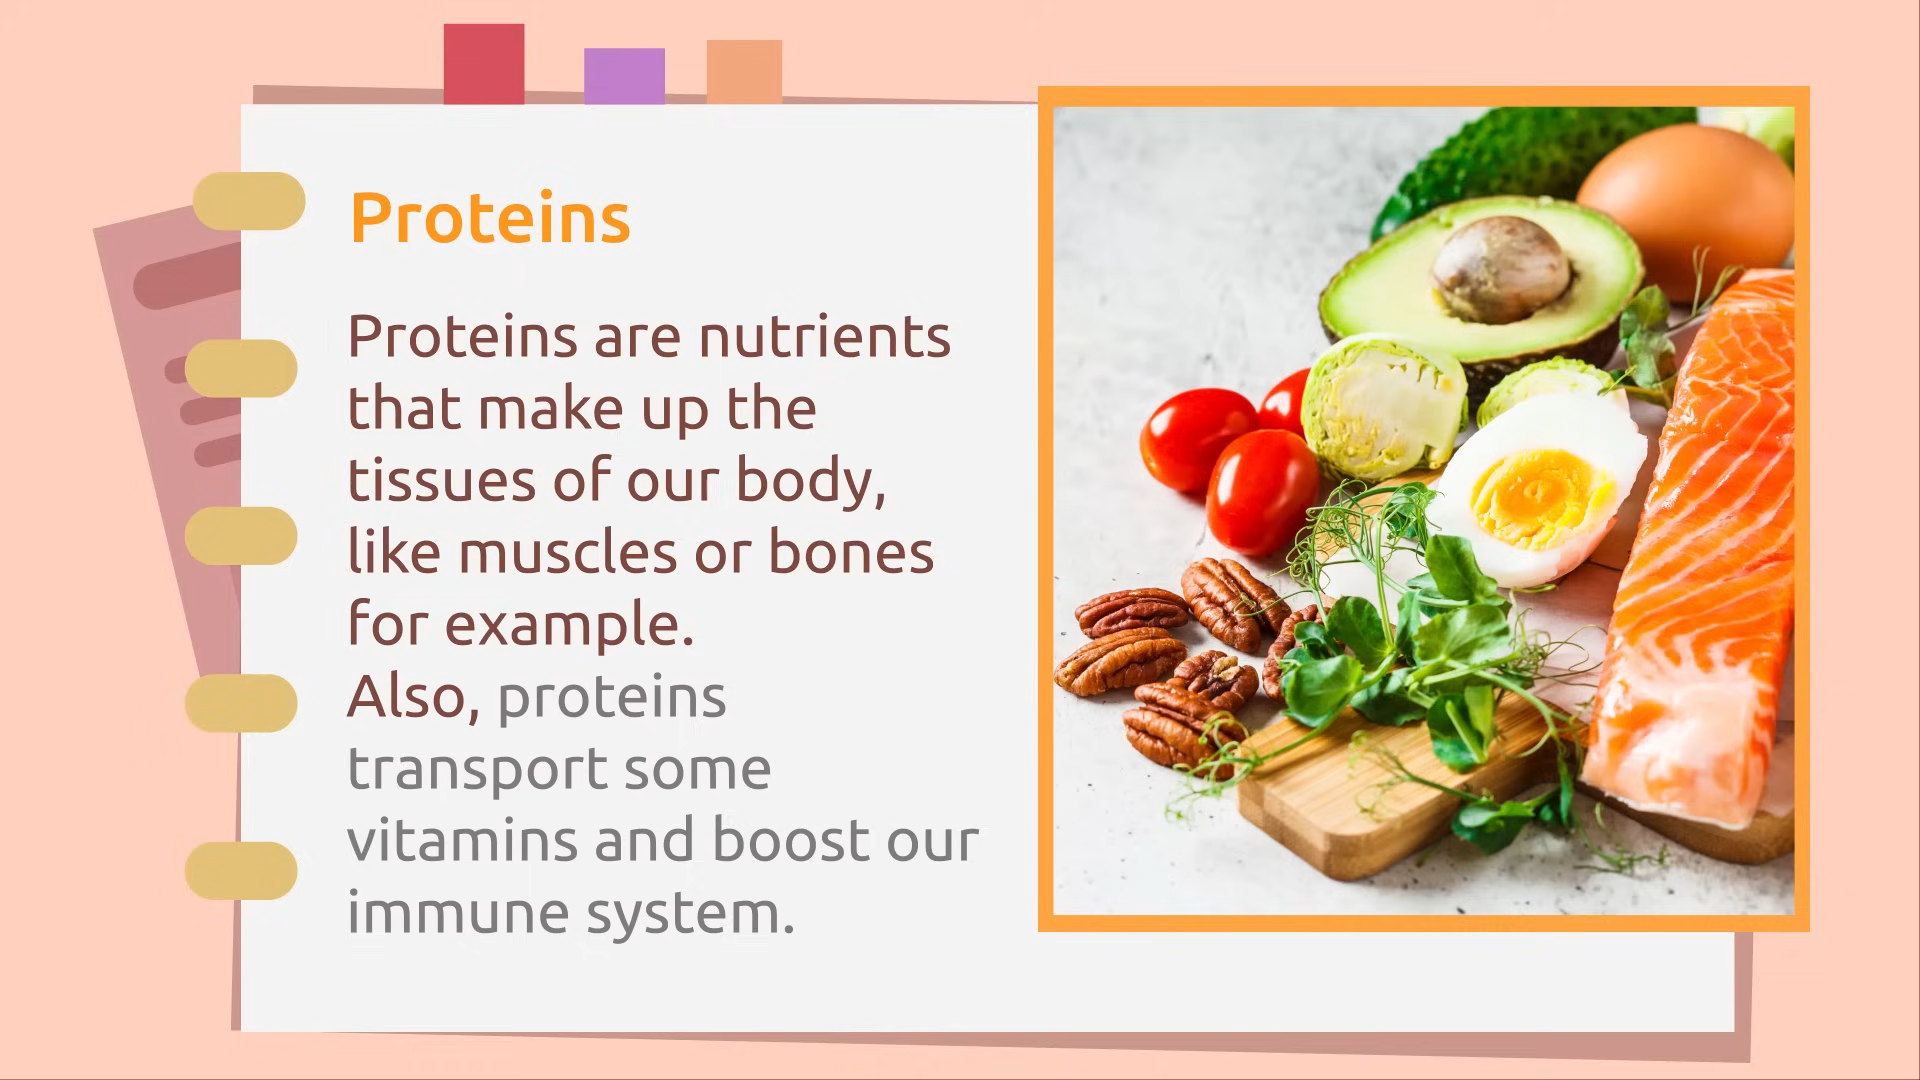 Proteins
Proteins are nutrients
that make up the
tissues of our body,
like muscles or bones
for example.
Also, proteins
transport some
vitamins and boost our
immune system.